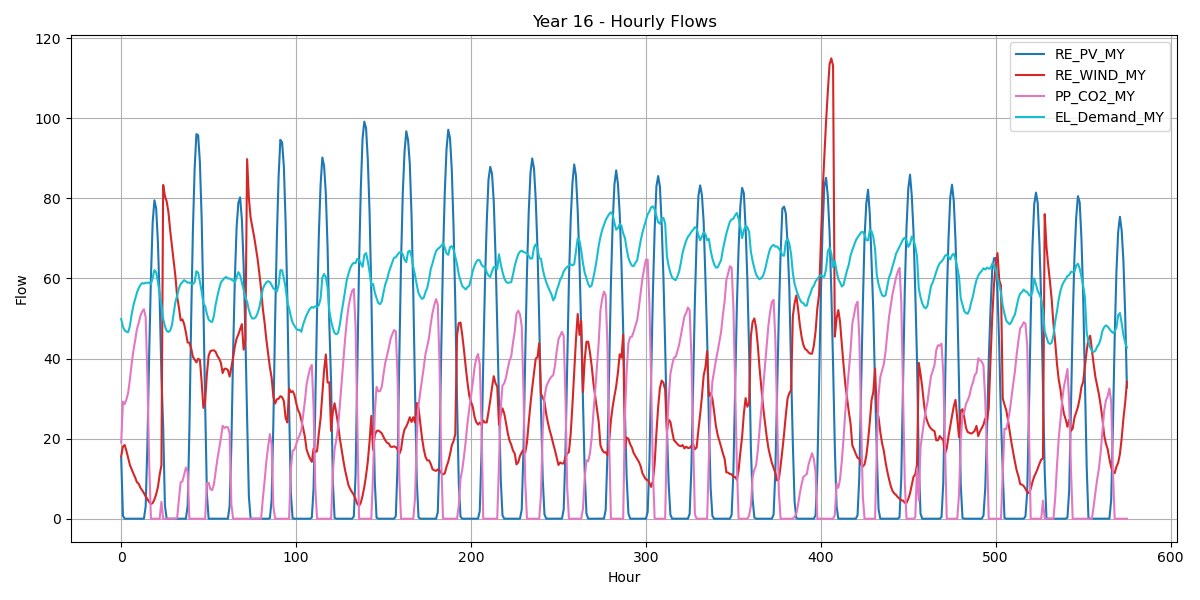 Year 16 - Hourly Flows
120
100
80
60
40
20
0
Flow
RE_PV_MY
RE_WIND_MY
PP_CO2_MY
EL_Demand_MY
0 100 200 300 400 500 600
Hour